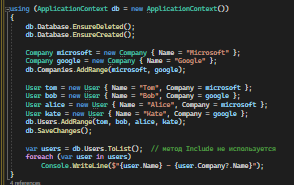 using (ApplicationContext db = new ApplicationContext())
{
db.Database.EnsureDeleted();
db.Database.EnsureCreated();
Company microsoft = new Company { Name = "Microsoft" };
Company google = new Company { Name = "Google" };
db.Companies.AddRange(microsoft, google);
User tom = new User { Name = "Tom", Company = microsoft };
User bob = new User { Name = "Bob", Company = google };
User alice = new User { Name = "Alice", Company = microsoft };
User kate = new User { Name = "Kate", Company = google };
db.Users.AddRange(tom, bob, alice, kate);
db.SaveChanges();
var users = db.Users.ToList(); // метод Include не используется
foreach (var user in users)
Console.WriteLine($"{user.Name} - {user.Company?.Name}");
}
4 references